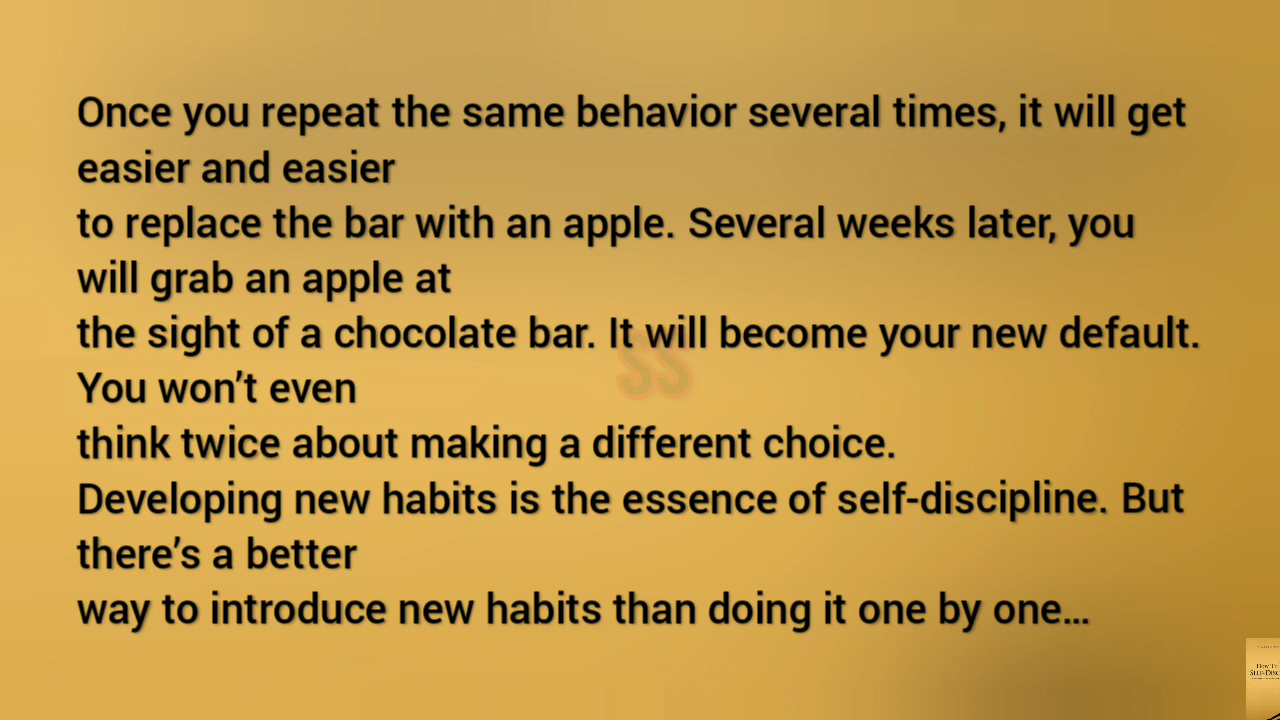 Once you repeat the same behavior several times, it will get
easier and easier
to replace the bar with an apple. Several weeks later, you
will grab an apple at
the sight of a chocolate bar. It will become your new default.
You won’t even
think twice about making a different choice.
Developing new habits is the essence of self-discipline. But
there’s a better
way to introduce new habits than doing it one by one…
SS
How To